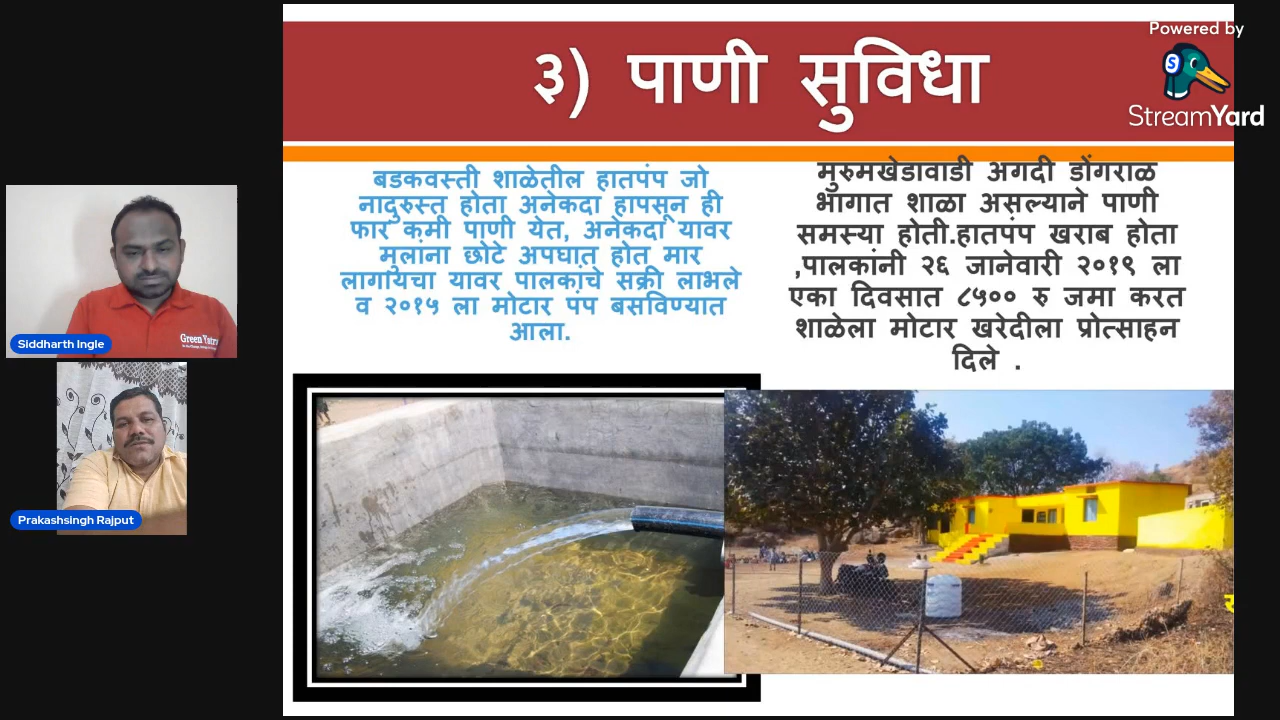 ३) पाणी सुविधा
Powered by
StreamYard
बडकवस्ती शाळेतील हातपंप जो
नादुरुस्त होता अनेकदा हापसून ही
फार कमी पाणी येत, अनेकदा यावर
मुलांना छोटे अपघात होत मार
लागायचा यावर पालकांचे सक्री लाभले
व २०१५ ला मोटार पंप बसविण्यात
आला.
मुरुमखेडावाडी अगदी डोंगराळ
भागात शाळा असल्याने पाणी
समस्या होती.हातपंप खराब होता
,पालकांनी २६ जानेवारी २०१९ ला
एका दिवसात ८५०० रु जमा करत
शाळेला मोटार खरेदीला प्रोत्साहन
दिले .
Green Yatra
Siddharth Ingle
Prakashsingh Rajput